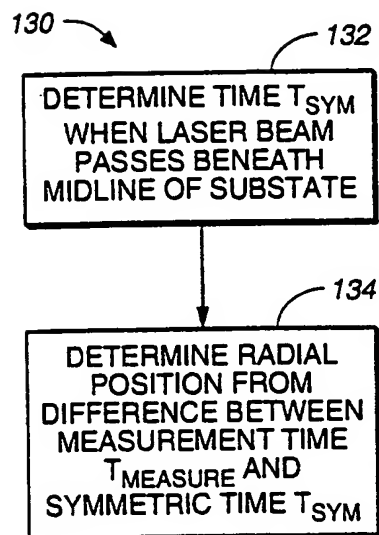 130
132
DETERMINE TIME TSYM
WHEN LASER BEAM
PASSES BENEATH
MIDLINE OF SUBSTATE
134
DETERMINE RADIAL
POSITION FROM
DIFFERENCE BETWEEN
MEASUREMENT TIME
TMEASURE AND
SYMMETRIC TIME TSYM